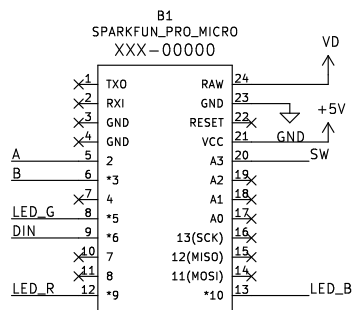 B1
SPARKFUN_PRO_MICRO
XXX-00000
VD
1 TXO RAW 24
2 RXI GND 23
3 GND RESET 22
+5V
GND
4 GND VCC 21
A 5 2 A3 20 SW
B 6 *3 A2 19
7 4 A1 18
LED_G 8 *5 A0 17
DIN 9 *6 13(SCK) 16
10 7 12(MISO) 15
11 8 11(MOSI) 14
LED_R 12 *9 *10 13 LED_B